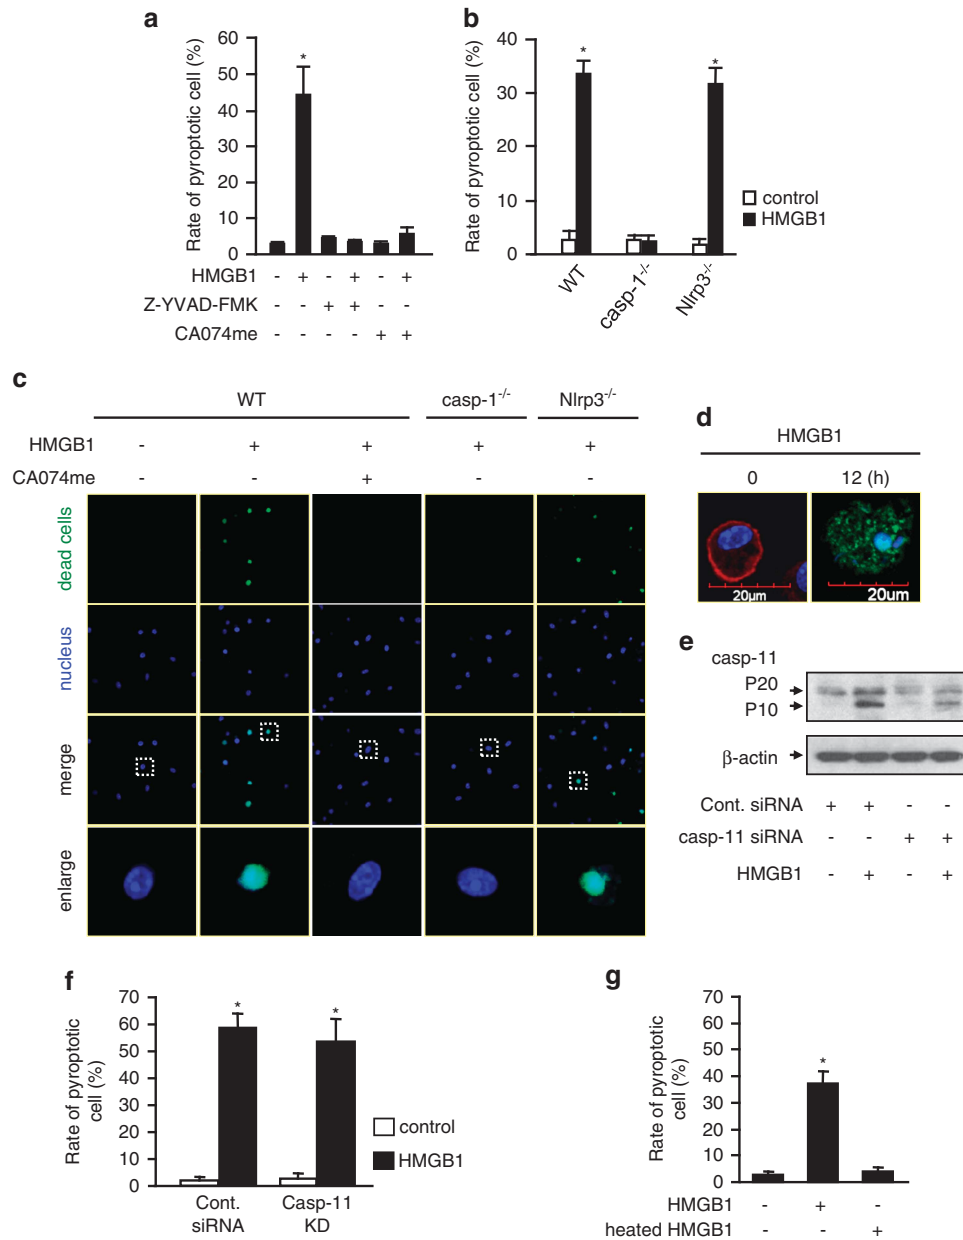 a
Rate of pyroptotic cell (%)
60
50
40
30
20
10
0
*
HMGB1 - + - + - +
Z-YVAD-FMK - - + + - -
CA074me - - - - + +
b
Rate of pyroptotic cell (%)
40
30
20
10
0
* *
control
HMGB1
WT casp-1-/- Nlrp3-/-
c
WT casp-1-/- Nlrp3-/-
HMGB1 - + + + +
CA074me - - + - -
dead cells
nucleus
merge
enlarge
d
HMGB1
0 12 (h)
20µm 20µm
e
casp-11
P20
P10
β-actin
Cont. siRNA + + - -
casp-11 siRNA - - + +
HMGB1 - + - +
f
Rate of pyroptotic
cell (%)
70
60
50
40
30
20
10
0
* *
control
HMGB1
Cont. Casp-11
siRNA KD
g
Rate of pyroptotic
cell (%)
70
60
50
40
30
20
10
0
*
HMGB1 - + -
heated HMGB1 - - +